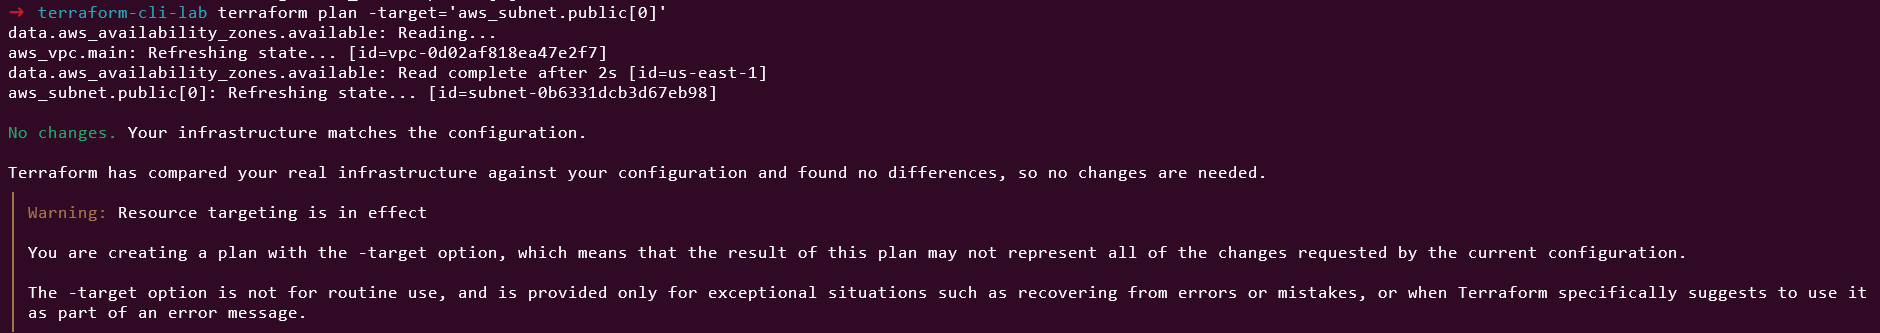 → terraform-cli-lab terraform plan -target='aws_subnet.public[0]'
data.aws_availability_zones.available: Reading...
aws_vpc.main: Refreshing state... [id=vpc-0d02af818ea47e2f7]
data.aws_availability_zones.available: Read complete after 2s [id=us-east-1]
aws_subnet.public[0]: Refreshing state... [id=subnet-0b6331dcb3d67eb98]
No changes. Your infrastructure matches the configuration.
Terraform has compared your real infrastructure against your configuration and found no differences, so no changes are needed.
Warning: Resource targeting is in effect
You are creating a plan with the -target option, which means that the result of this plan may not represent all of the changes requested by the current configuration.
The -target option is not for routine use, and is provided only for exceptional situations such as recovering from errors or mistakes, or when Terraform specifically suggests to use it
as part of an error message.